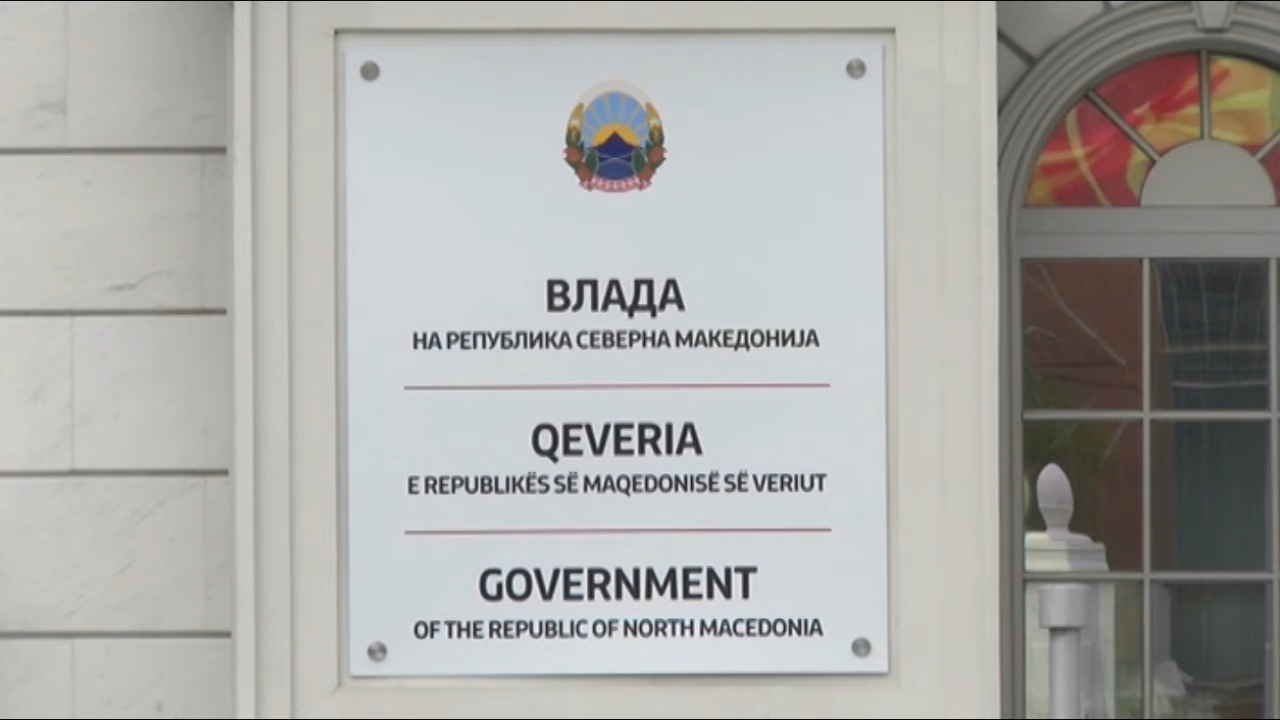 ВЛАДА
НА РЕПУБЛИКА СЕВЕРНА МАКЕДОНИЈА
QEVERIA
E REPUBLIKËS SË MAQEDONISË SË VERIUT
GOVERNMENT
OF THE REPUBLIC OF NORTH MACEDONIA